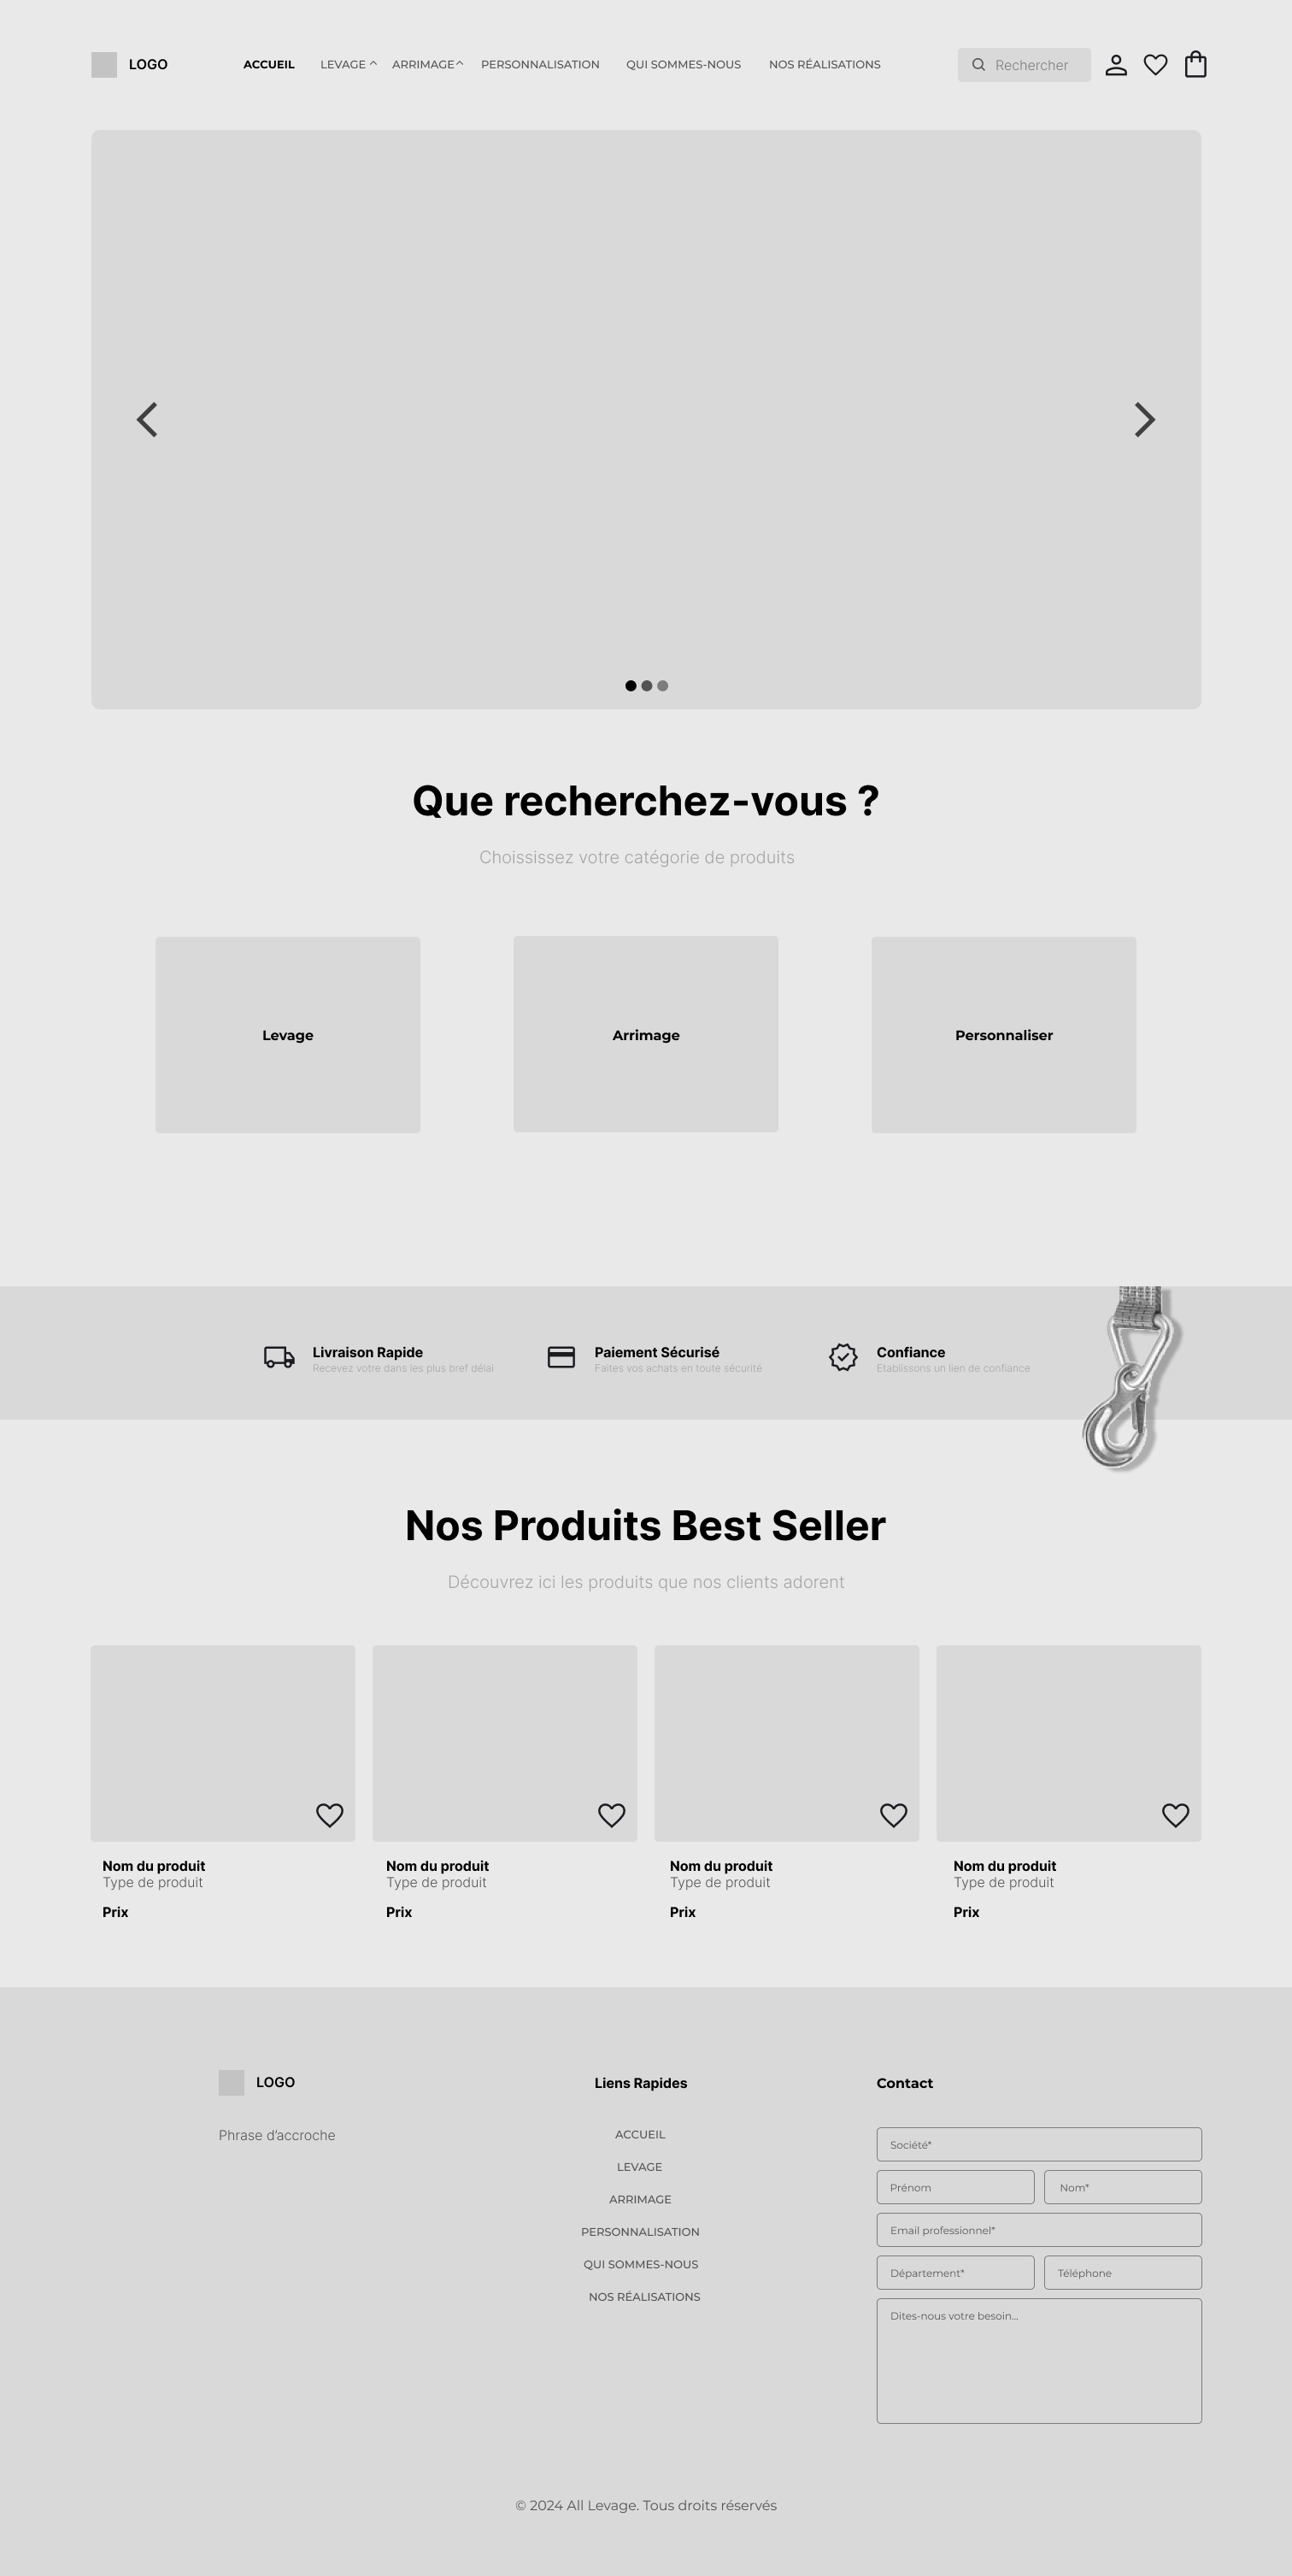 LOGO
ACCUEIL
LEVAGE
ARRIMAGE
PERSONNALISATION
QUI SOMMES-NOUS
NOS RÉALISATIONS
Rechercher
Que recherchez-vous ?
Choississez votre catégorie de produits
Levage
Arrimage
Personnaliser
Livraison Rapide
Recevez votre dans les plus bref délai
Paiement Sécurisé
Faites vos achats en toute sécurité
Confiance
Etablissons un lien de confiance
Nos Produits Best Seller
Découvrez ici les produits que nos clients adorent
Nom du produit
Type de produit
Prix
Nom du produit
Type de produit
Prix
Nom du produit
Type de produit
Prix
Nom du produit
Type de produit
Prix
LOGO
Phrase d’accroche
Liens Rapides
ACCUEIL
LEVAGE
ARRIMAGE
PERSONNALISATION
QUI SOMMES-NOUS
NOS RÉALISATIONS
Contact
Société*
Prénom
Nom*
Email professionnel*
Département*
Téléphone
Dites-nous votre besoin...
© 2024 All Levage. Tous droits réservés